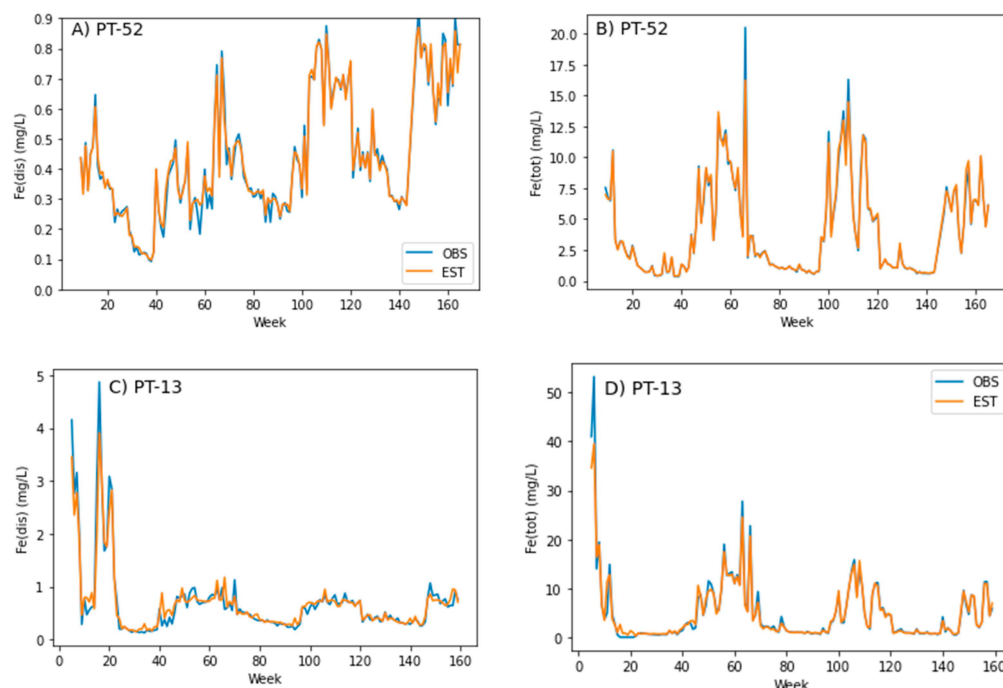 A) PT-52
Fe(dis) (mg/L)
0.9
0.8
0.7
0.6
0.5
0.4
0.3
0.2
0.1
0.0
20 40 60 80 100 120 140 160
Week
OBS
EST
B) PT-52
Fe(tot) (mg/L)
20.0
17.5
15.0
12.5
10.0
7.5
5.0
2.5
0.0
0 20 40 60 80 100 120 140 160
Week
C) PT-13
Fe(dis) (mg/L)
5
4
3
2
1
0
0 20 40 60 80 100 120 140 160
Week
D) PT-13
Fe(tot) (mg/L)
50
40
30
20
10
0
0 20 40 60 80 100 120 140 160
Week
OBS
EST